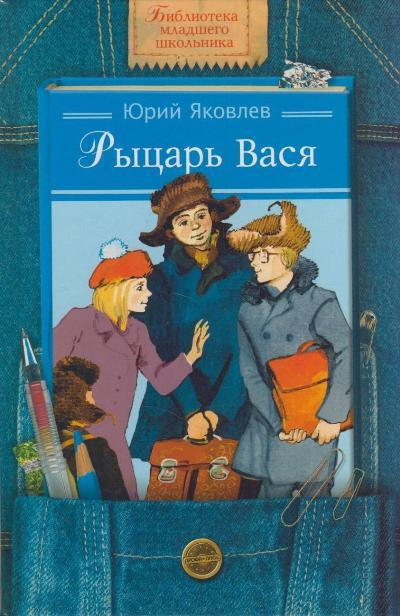 Библиотека
младшего
школьника
Юрий Яковлев
Рыцарь Вася